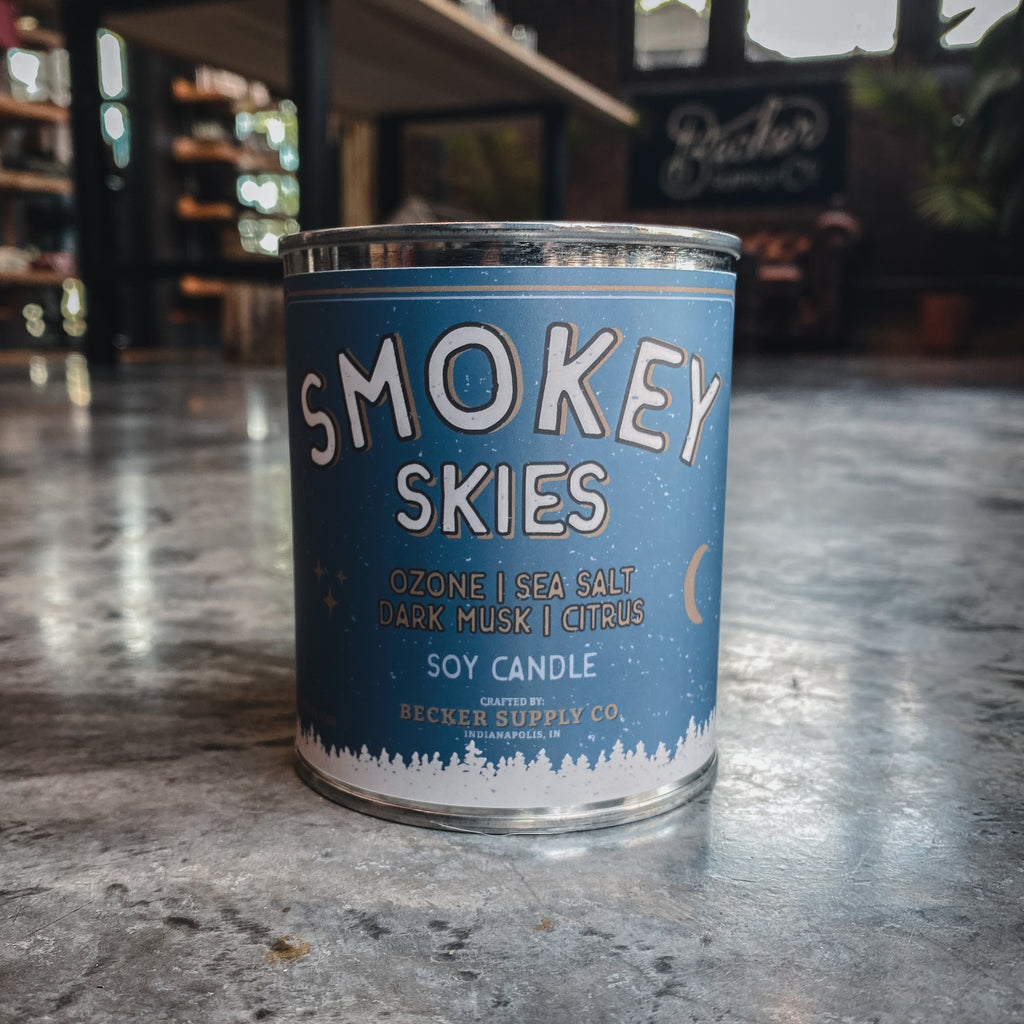 Becker
SUPPLY CO
SMOKEY
SKIES
OZONE | SEA SALT
DARK MUSK | CITRUS
SOY CANDLE
CRAFTED BY:
BECKER SUPPLY CO.
INDIANAPOLIS, IN